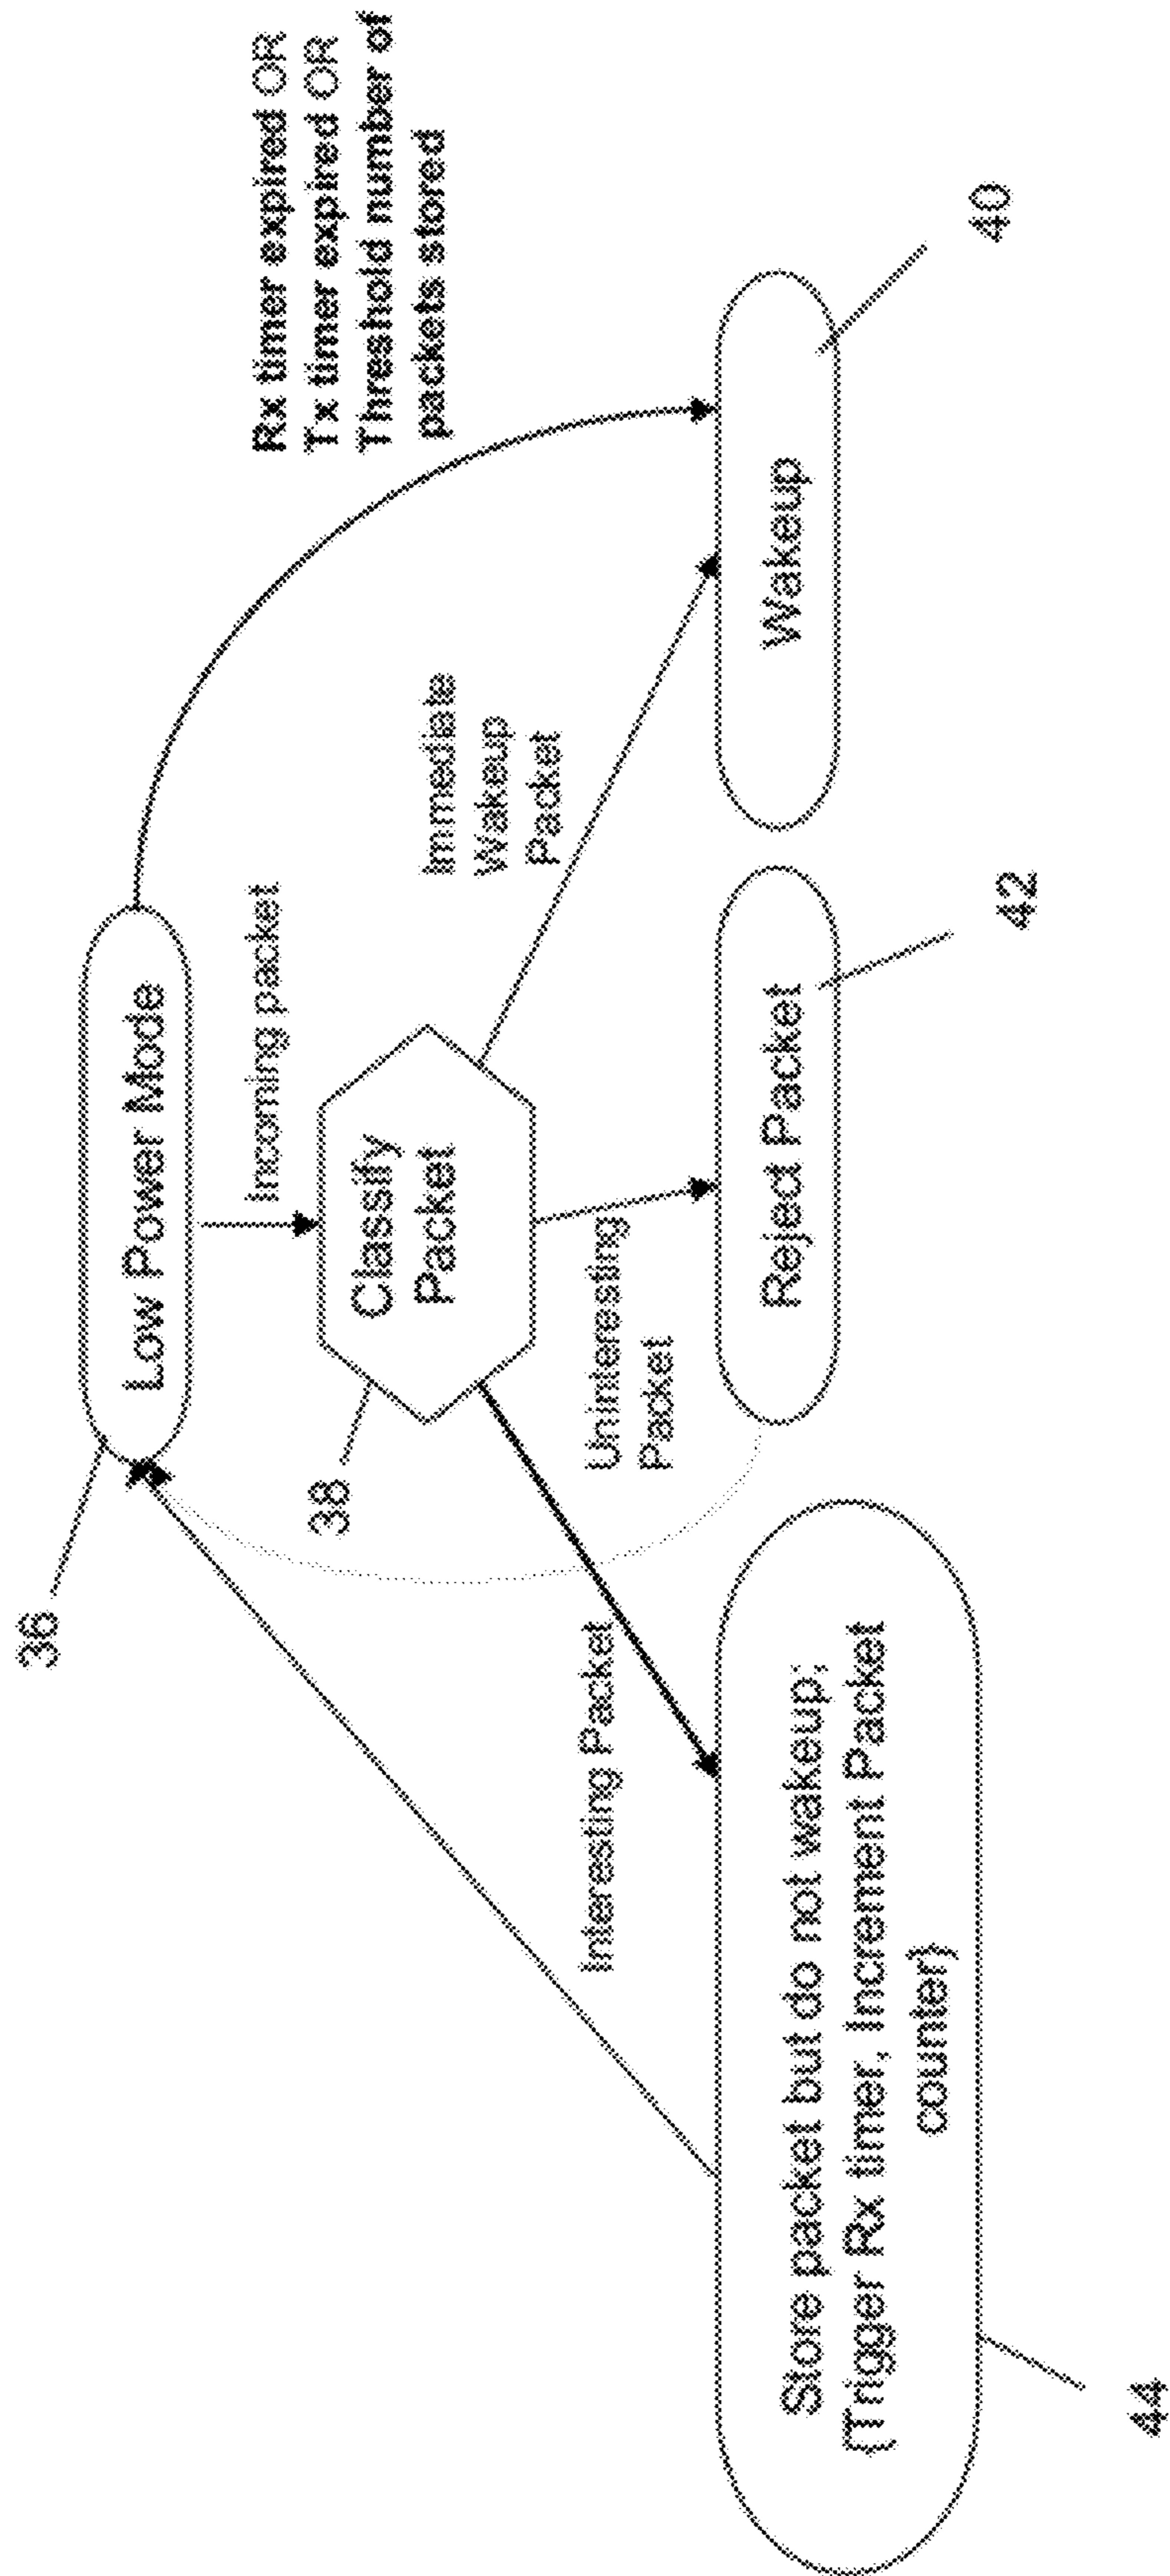 36
Low Power Mode
Rx timer expired OR
Tx timer expired OR
Threshold number of
packets stored
Incoming packet
38
Classify
Packet
Immediate
Wakeup
Packet
Interesting Packet
Uninteresting
Packet
Store packet but do not wakeup;
{Trigger Rx timer, Increment Packet
counter}
Reject Packet
Wakeup
44
42
40